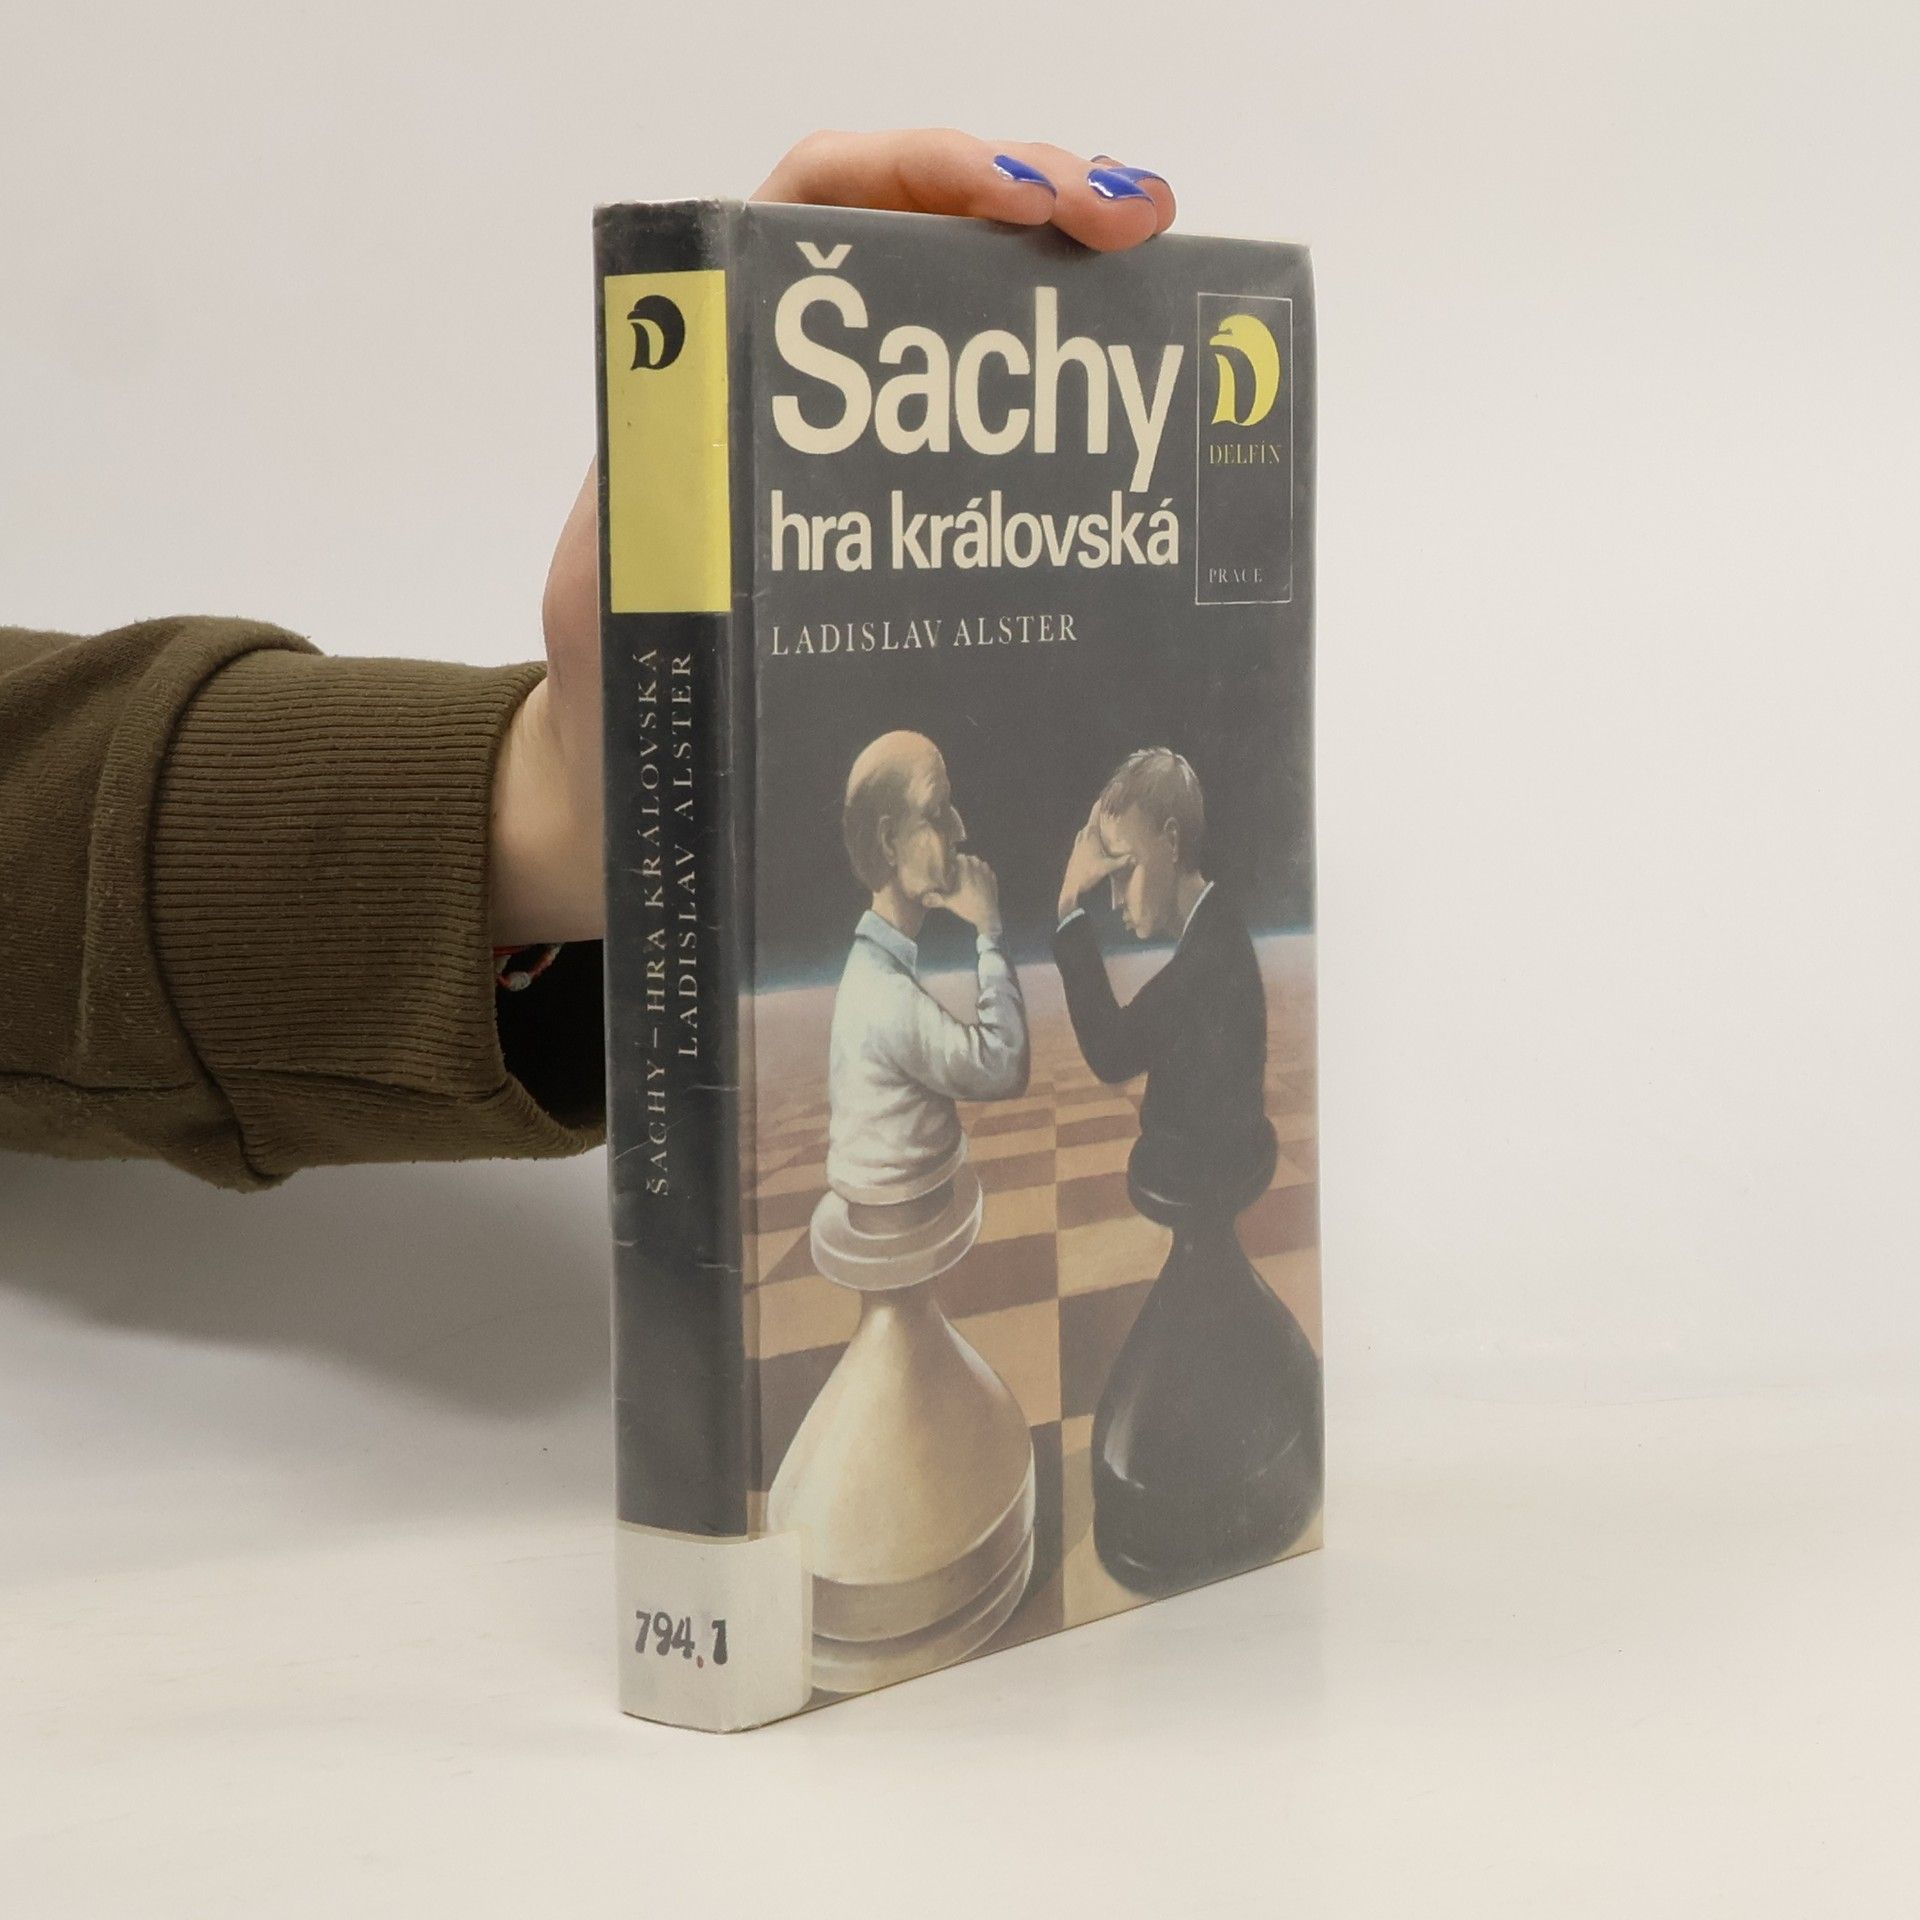 Šachy
hra královská
LADISLAV ALSTER
D
DELFÍN
PRÁCE
D
ŠACHY – HRA KRÁLOVSKÁ
LADISLAV ALSTER
794.1